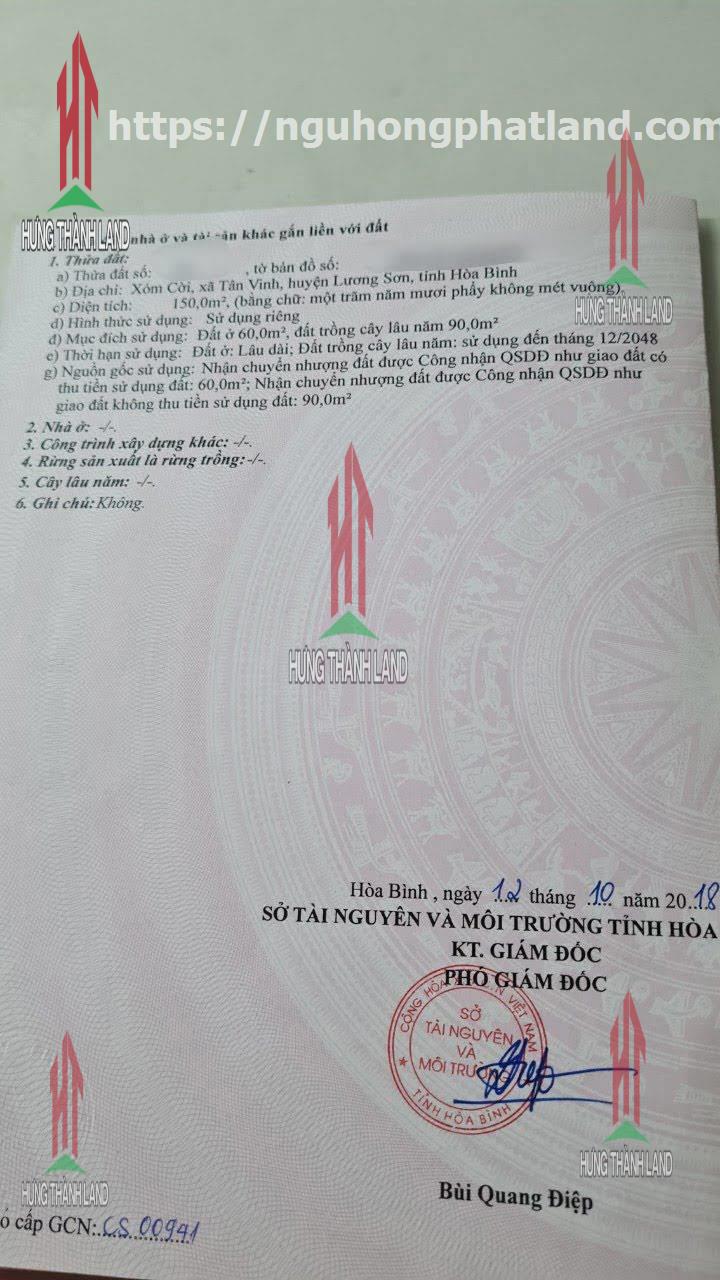 https://nguhongphatland.com
HƯNG THÀNH LAND
nhà ở và tài sản khác gắn liền với đất
1. Thửa đất:
a) Thửa đất số: , tờ bản đồ số:
b) Địa chỉ: Xóm Cời, xã Tân Vinh, huyện Lương Sơn, tỉnh Hòa Bình
c) Diện tích: 150,0m², (bằng chữ: một trăm năm mươi phẩy không mét vuông),
d) Hình thức sử dụng: Sử dụng riêng
đ) Mục đích sử dụng: Đất ở 60,0m², đất trồng cây lâu năm 90,0m²
e) Thời hạn sử dụng: Đất ở: Lâu dài; Đất trồng cây lâu năm: sử dụng đến tháng 12/2048
g) Nguồn gốc sử dụng: Nhận chuyển nhượng đất được Công nhận QSDĐ như giao đất có
thu tiền sử dụng đất: 60,0m²; Nhận chuyển nhượng đất được Công nhận QSDĐ như
giao đất không thu tiền sử dụng đất: 90,0m²
HƯNG THÀNH LAND
2. Nhà ở: -/-.
3. Công trình xây dựng khác: -/-.
4. Rừng sản xuất là rừng trồng: -/-.
5. Cây lâu năm: -/-.
6. Ghi chú: Không.
HƯNG THÀNH LAND
Hòa Bình , ngày 12 tháng 10 năm 2018
SỞ TÀI NGUYÊN VÀ MÔI TRƯỜNG TỈNH HÒA
KT. GIÁM ĐỐC
PHÓ GIÁM ĐỐC
SỞ
TÀI NGUYÊN
VÀ
MÔI TRƯỜNG
TỈNH HÒA BÌNH
HƯNG THÀNH LAND
HƯNG THÀNH LAND
Bùi Quang Điệp
ố cấp GCN: CS 00941